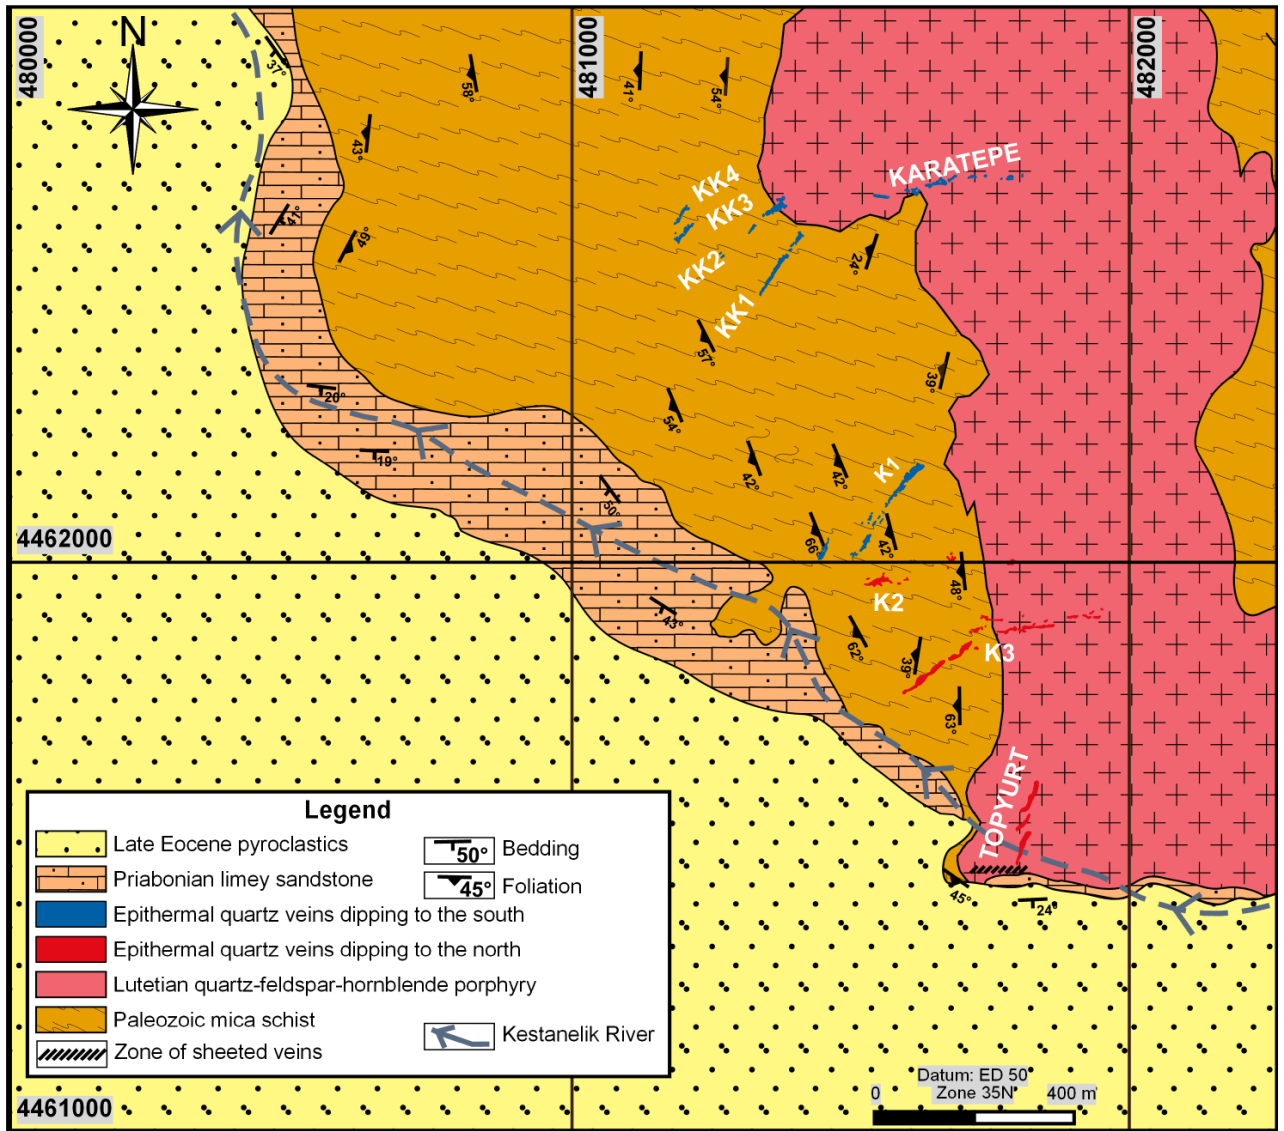 480000
N
481000
482000
37°
58°
41°
54°
43°
KARATEPE
KK4
KK3
41°
49°
24°
KK2
KK1
57°
39°
20°
54°
19°
42°
42°
K1
50°
4462000
66°
42°
K2
48°
43°
62°
39°
K3
63°
TOPYURT
45°
24°
Legend
Late Eocene pyroclastics
Priabonian limey sandstone
Epithermal quartz veins dipping to the south
Epithermal quartz veins dipping to the north
Lutetian quartz-feldspar-hornblende porphyry
Paleozoic mica schist
Zone of sheeted veins
50° Bedding
45° Foliation
Kestanelik River
4461000
Datum: ED 50
Zone 35N
0 400 m